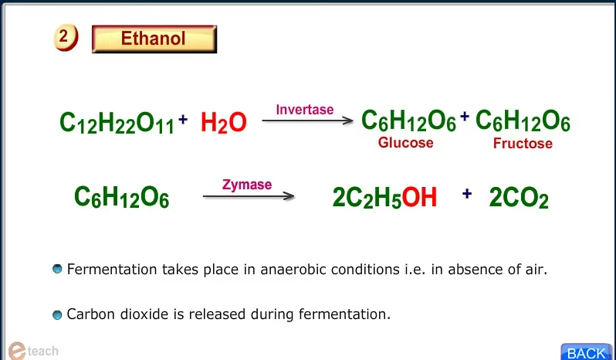 2 Ethanol
Invertase
C12H22O11 + H2O ⟶ C6H12O6 + C6H12O6
Glucose Fructose
Zymase
C6H12O6 ⟶ 2C2H5OH + 2CO2
Fermentation takes place in anaerobic conditions i.e. in absence of air.
Carbon dioxide is released during fermentation.
e teach BACK